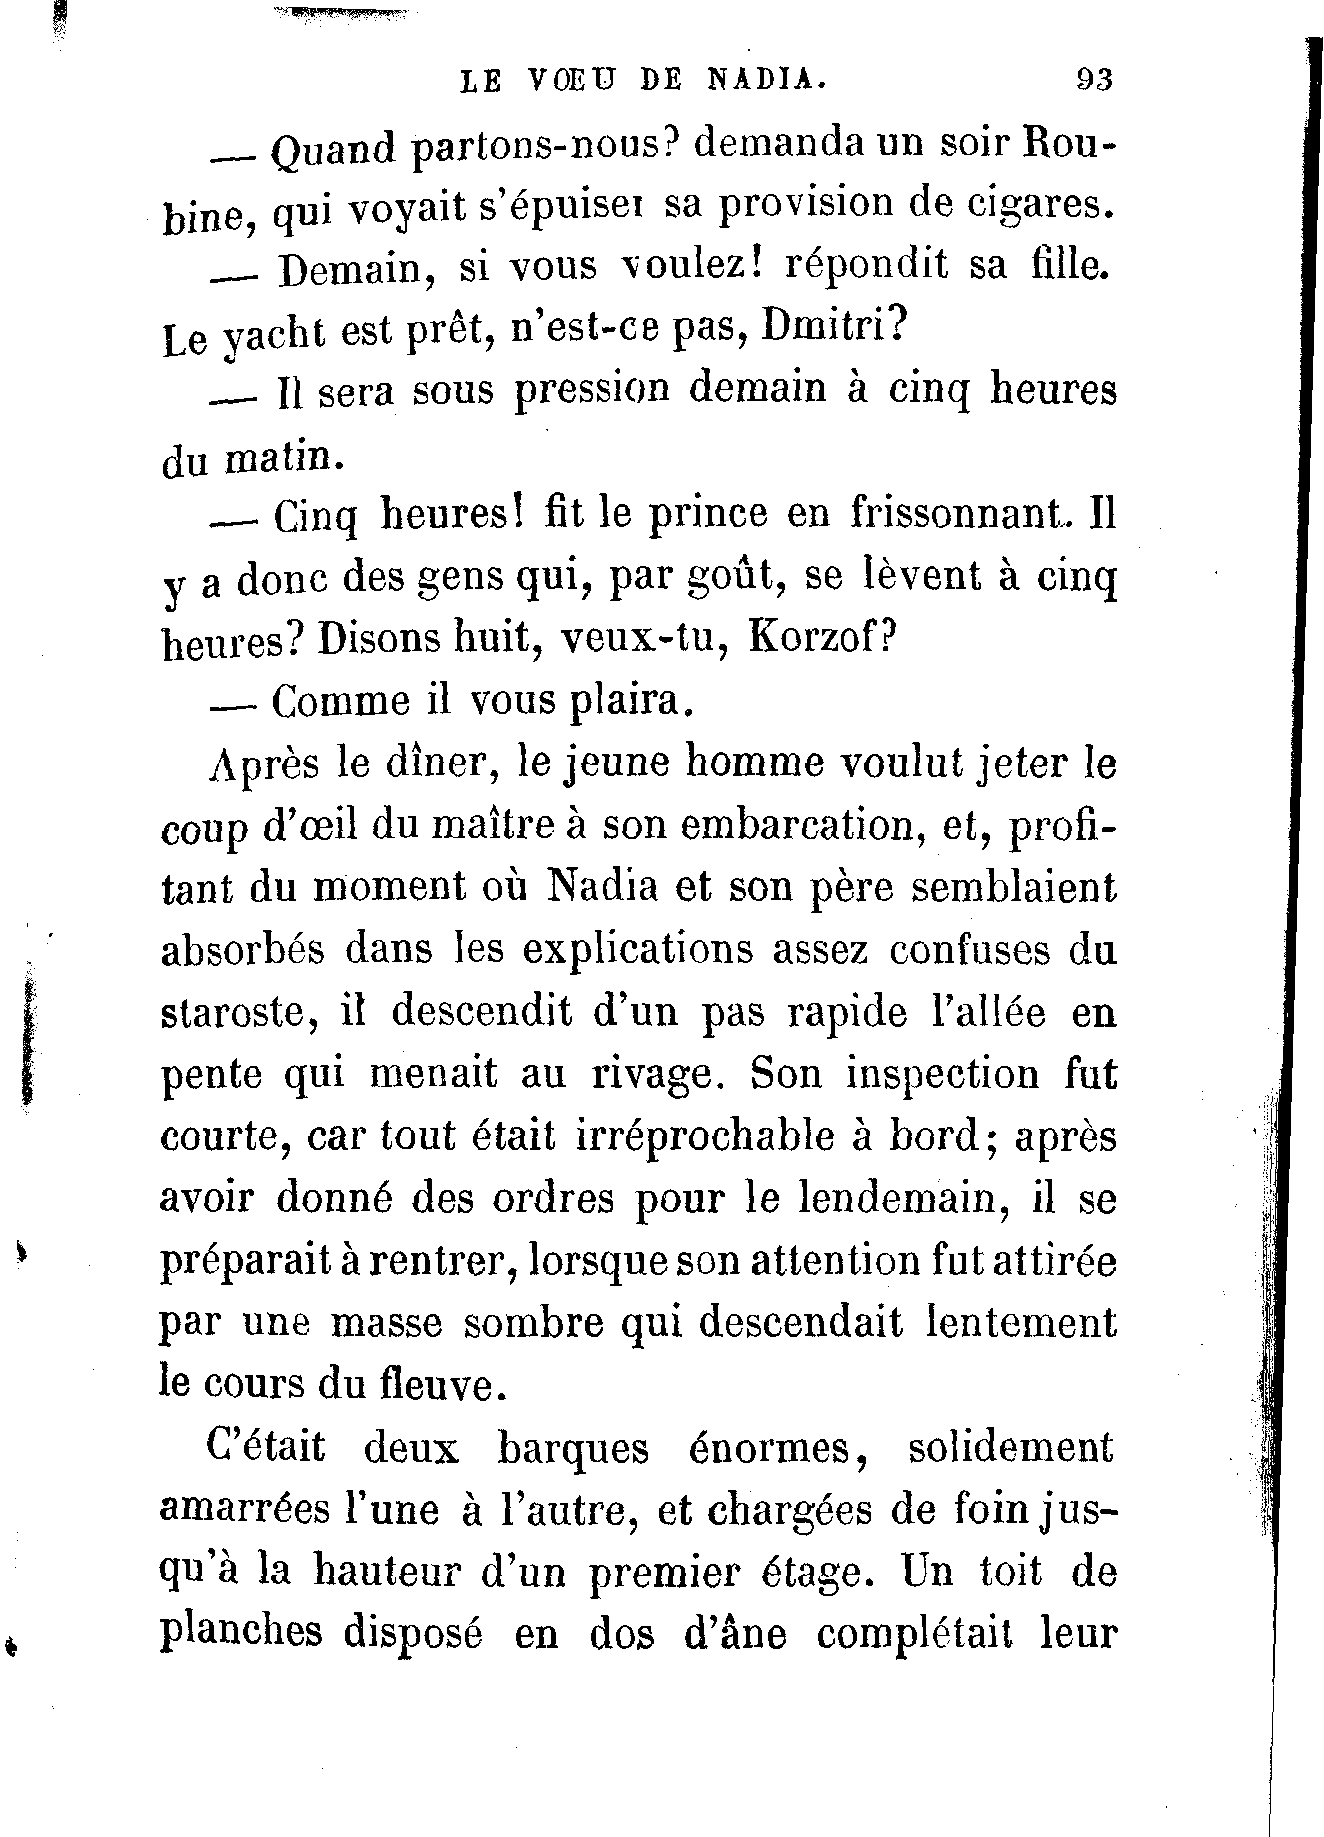 LE VŒU DE NADIA. 93
— Quand partons-nous? demanda un soir Rou-
bine, qui voyait s'épuiser sa provision de cigares.
— Demain, si vous voulez! répondit sa fille.
Le yacht est prêt, n'est-ce pas, Dmitri?
— Il sera sous pression demain à cinq heures
du matin.
— Cinq heures! fit le prince en frissonnant. Il
y a donc des gens qui, par goût, se lèvent à cinq
heures? Disons huit, veux-tu, Korzof?
— Comme il vous plaira.
Après le dîner, le jeune homme voulut jeter le
coup d'œil du maître à son embarcation, et, profi-
tant du moment où Nadia et son père semblaient
absorbés dans les explications assez confuses du
staroste, il descendit d'un pas rapide l'allée en
pente qui menait au rivage. Son inspection fut
courte, car tout était irréprochable à bord; après
avoir donné des ordres pour le lendemain, il se
préparait à rentrer, lorsque son attention fut attirée
par une masse sombre qui descendait lentement
le cours du fleuve.
C'était deux barques énormes, solidement
amarrées l'une à l'autre, et chargées de foin jus-
qu'à la hauteur d'un premier étage. Un toit de
planches disposé en dos d'âne complétait leur